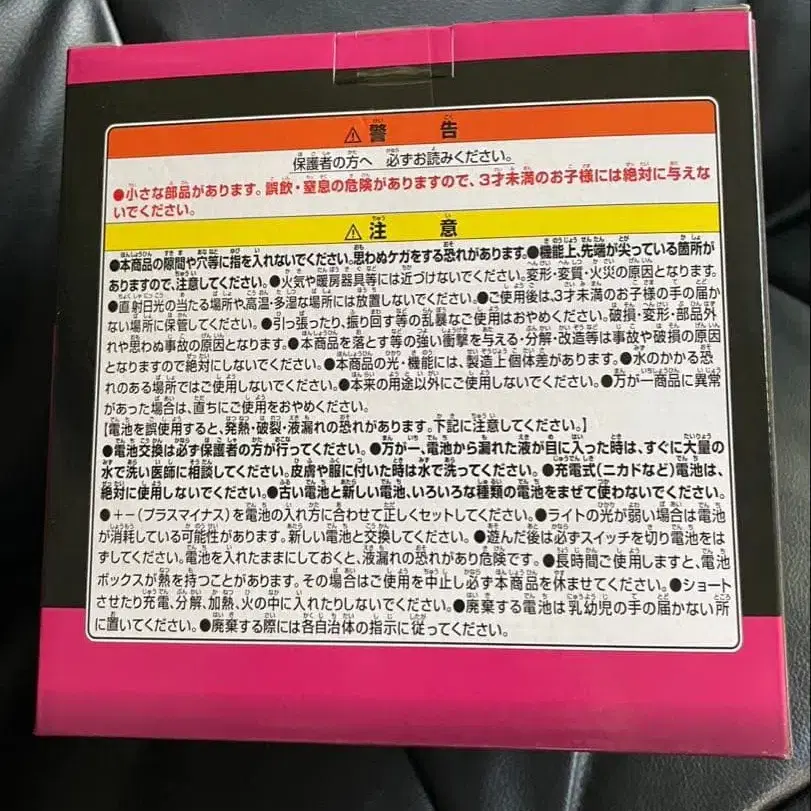 ⚠警告
保護者の方へ 必ずお読みください。
●小さな部品があります。誤飲・窒息の危険がありますので、3才未満のお子様には絶対に与えな
いでください。
⚠注意
●本商品の隙間や穴等に指を入れないでください。思わぬケガをする恐れがあります。●機能上、先端が尖っている箇所が
ありますので、注意してください。●火気や暖房器具等には近づけないでください。変形・変質・火災の原因となります。
●直射日光の当たる場所や高温・多湿な場所には放置しないでください。●ご使用後は、3才未満のお子様の手の届か
ない場所に保管してください。●引っ張ったり、振り回す等の乱暴なご使用はおやめください。破損・変形・部品外
れや思わぬ事故の原因となります。●本商品を落とす等の強い衝撃を与える・分解・改造等は事故や破損の原因
となりますので絶対にしないでください。●本商品の光・機能には、製造上個体差があります。●水のかかる恐
れのある場所ではご使用しないでください。●本来の用途以外にご使用しないでください。●万が一商品に異常
があった場合は、直ちにご使用をおやめください。
【電池を誤使用すると、発熱・破裂・液漏れの恐れがあります。下記に注意してください。】
●電池交換は必ず保護者の方が行ってください。●万が一、電池から漏れた液が目に入った時は、すぐに大量の
水で洗い医師に相談してください。皮膚や服に付いた時は水で洗ってください。●充電式(ニカドなど)電池は、
絶対に使用しないでください。●古い電池と新しい電池、いろいろな種類の電池をまぜて使わないでください。
●+-(プラスマイナス)を電池の入れ方に合わせて正しくセットしてください。●ライトの光が弱い場合は電池
が消耗している可能性があります。新しい電池と交換してください。●遊んだ後は必ずスイッチを切り電池をは
ずしてください。電池を入れたままにしておくと、液漏れの恐れがあり危険です。●長時間ご使用しますと、電池
ボックスが熱を持つことがあります。その場合はご使用を中止し必ず本商品を休ませてください。●ショート
させたり充電、分解、加熱、火の中に入れたりしないでください。●廃棄する電池は乳幼児の手の届かない所
に置いてください。●廃棄する際には各自治体の指示に従ってください。